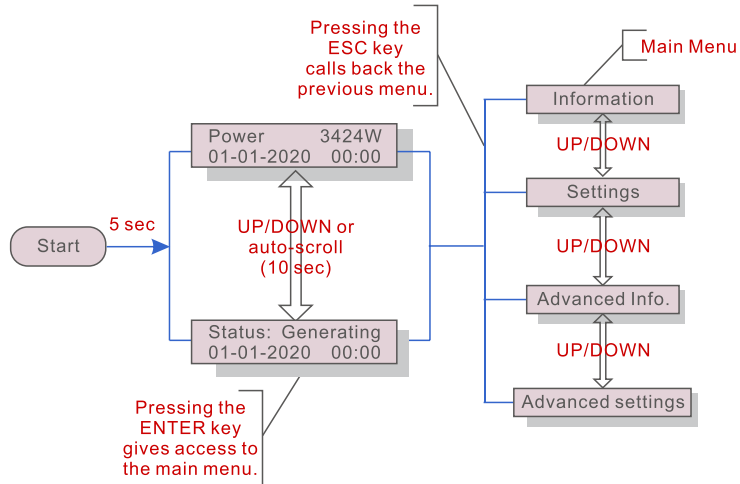 Start
5 sec
Power 3424W
01-01-2020 00:00
UP/DOWN or
auto-scroll
(10 sec)
Status: Generating
01-01-2020 00:00
Pressing the
ENTER key
gives access to
the main menu.
Pressing the
ESC key
calls back the
previous menu.
Main Menu
Information
UP/DOWN
Settings
UP/DOWN
Advanced Info.
UP/DOWN
Advanced settings